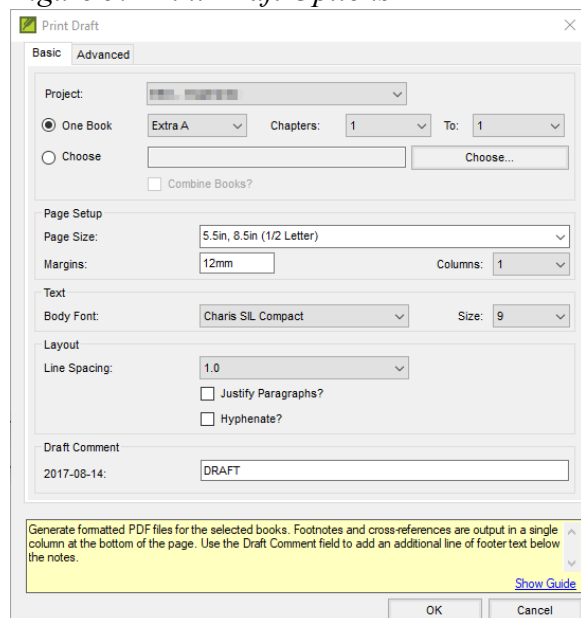 Print Draft
Basic Advanced
Project:
One Book Extra A Chapters: 1 To: 1
Choose Choose...
Combine Books?
Page Setup
Page Size: 5.5in, 8.5in (1/2 Letter)
Margins: 12mm Columns: 1
Text
Body Font: Charis SIL Compact Size: 9
Layout
Line Spacing: 1.0
Justify Paragraphs?
Hyphenate?
Draft Comment
2017-08-14: DRAFT
Generate formatted PDF files for the selected books. Footnotes and cross-references are output in a single
column at the bottom of the page. Use the Draft Comment field to add an additional line of footer text below
the notes.
Show Guide
OK Cancel